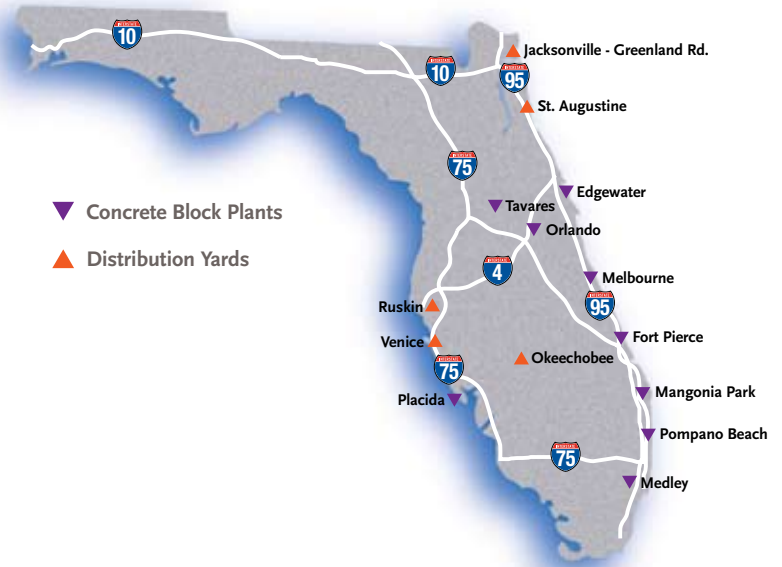 10
Jacksonville - Greenland Rd.
10
95
St. Augustine
75
Edgewater
Tavares
Concrete Block Plants
Orlando
Distribution Yards
4
Melbourne
95
Ruskin
Fort Pierce
Venice
Okeechobee
75
Mangonia Park
Placida
Pompano Beach
75
Medley